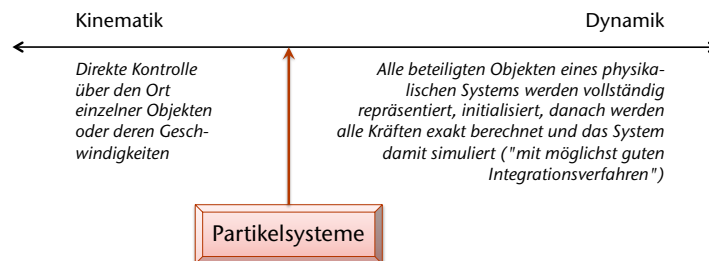 Kinematik
Dynamik
Direkte Kontrolle
über den Ort
einzelner Objekten
oder deren Gesch-
windigkeiten
Alle beteiligten Objekten eines physika-
lischen Systems werden vollständig
repräsentiert, initialisiert, danach werden
alle Kräften exakt berechnet und das System
damit simuliert ("mit möglichst guten
Integrationsverfahren")
Partikelsysteme